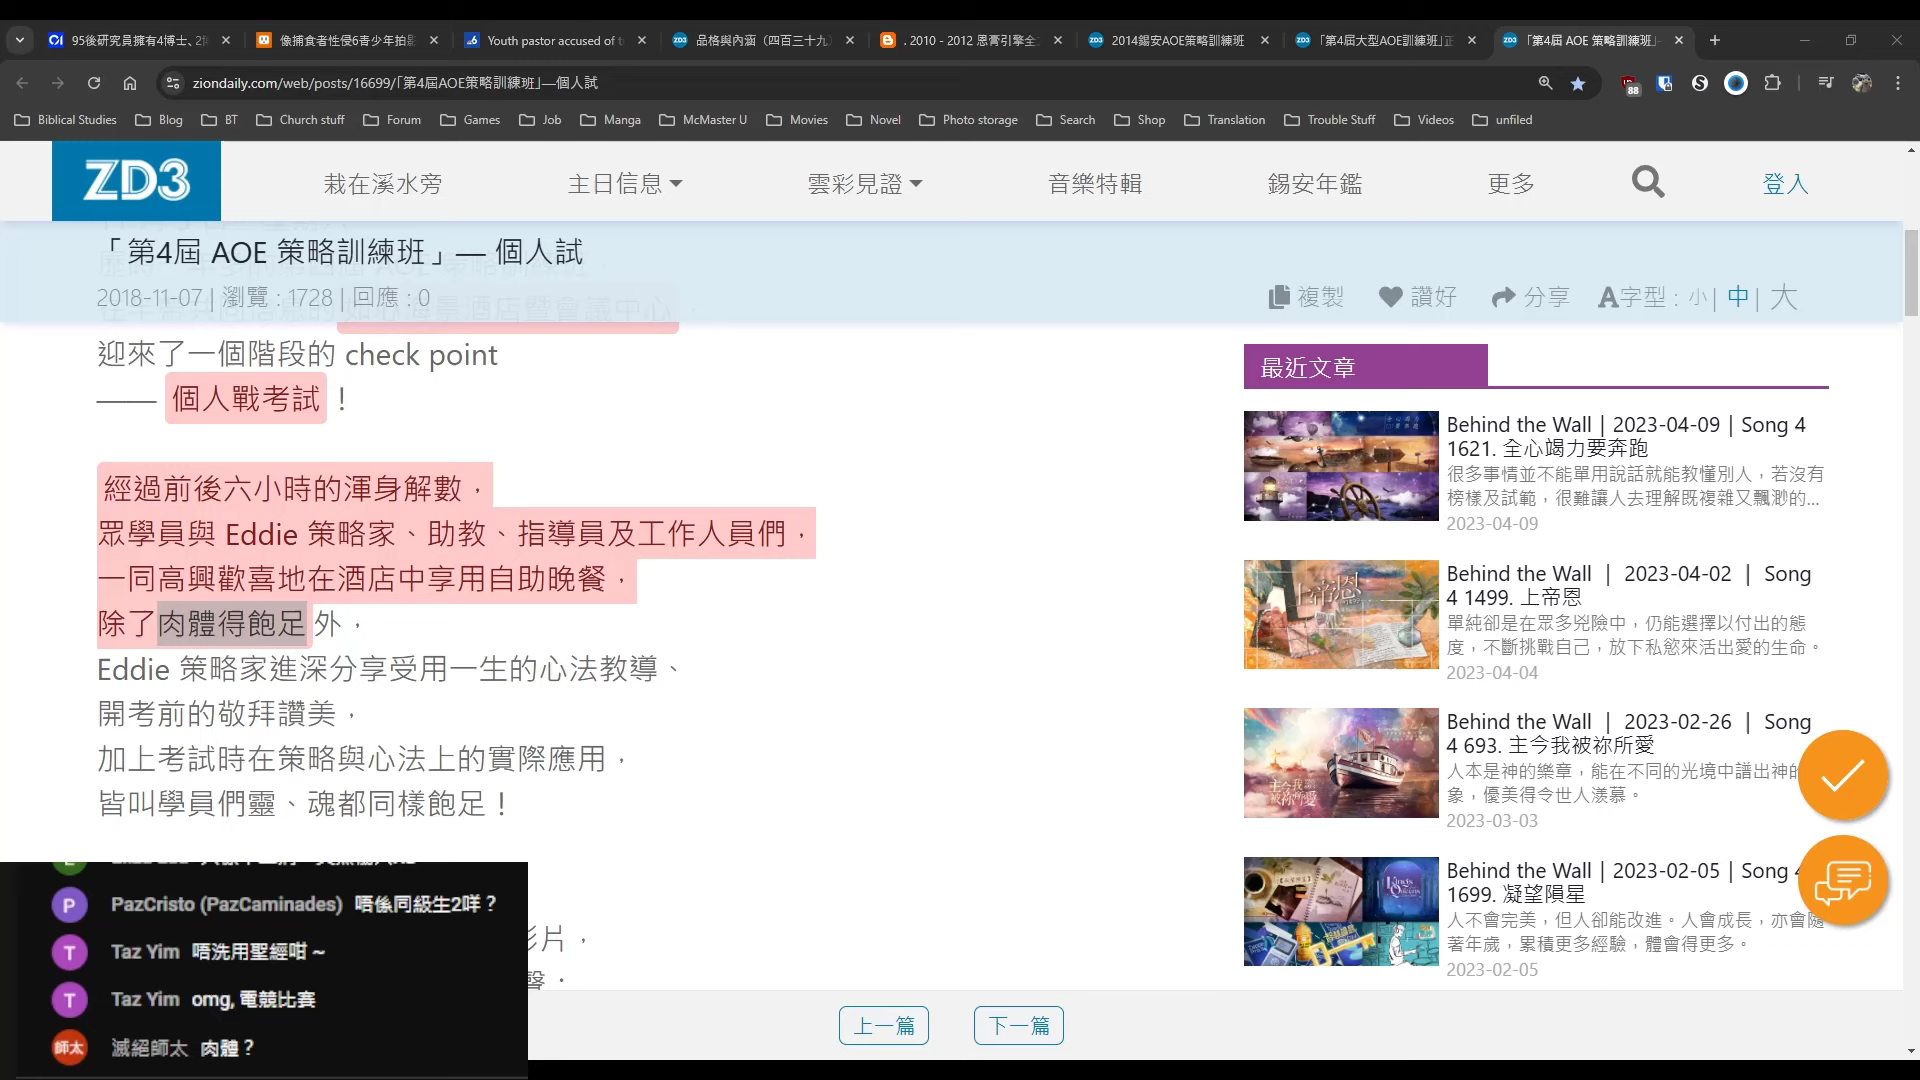 95後研究員擁有4博士、2
像捕食者性侵6青少年拍
Youth pastor accused of t
品格與內涵（四百三十九）
. 2010 - 2012 恩膏引擎全
2014錫安AOE策略訓練班
「第4屆大型AOE訓練班」正
「第4屆 AOE 策略訓練班」-
ziondaily.com/web/posts/16699/「第4屆AOE策略訓練班」—個人試
88
Biblical Studies
Blog
BT
Church stuff
Forum
Games
Job
Manga
McMaster U
Movies
Novel
Photo storage
Search
Shop
Translation
Trouble Stuff
Videos
unfiled
ZD3
栽在溪水旁
主日信息
雲彩見證
音樂特輯
錫安年鑑
更多
登入
「第4屆 AOE 策略訓練班」— 個人試
2018-11-07 | 瀏覽 : 1728 | 回應 : 0
複製
讚好
分享
A字型 : 小 | 中 | 大
迎來了一個階段的 check point
—— 個人戰考試！
經過前後六小時的渾身解數，
眾學員與 Eddie 策略家、助教、指導員及工作人員們，
一同高興歡喜地在酒店中享用自助晚餐，
除了肉體得飽足外，
Eddie 策略家進深分享受用一生的心法教導、
開考前的敬拜讚美，
加上考試時在策略與心法上的實際應用，
皆叫學員們靈、魂都同樣飽足！
片，
聲．
最近文章
Behind the Wall | 2023-04-09 | Song 4
1621. 全心竭力要奔跑
很多事情並不能單用說話就能教懂別人，若沒有
榜樣及試範，很難讓人去理解既複雜又飄渺的...
2023-04-09
上帝恩
Behind the Wall | 2023-04-02 | Song
4 1499. 上帝恩
單純卻是在眾多兇險中，仍能選擇以付出的態
度，不斷挑戰自己，放下私慾來活出愛的生命。
2023-04-04
主今我被祢所愛
Behind the Wall | 2023-02-26 | Song
4 693. 主今我被祢所愛
人本是神的樂章，能在不同的光境中譜出神的
象，優美得令世人漾慕。
2023-03-03
Behind the Wall | 2023-02-05 | Song 4
1699. 凝望隕星
人不會完美，但人卻能改進。人會成長，亦會隨
著年歲，累積更多經驗，體會得更多。
2023-02-05
P PazCristo (PazCaminades) 唔係同級生2咩？
T Taz Yim 唔洗用聖經咁 ~
T Taz Yim omg, 電競比賽
師太 滅絕師太 肉體？
上一篇
下一篇